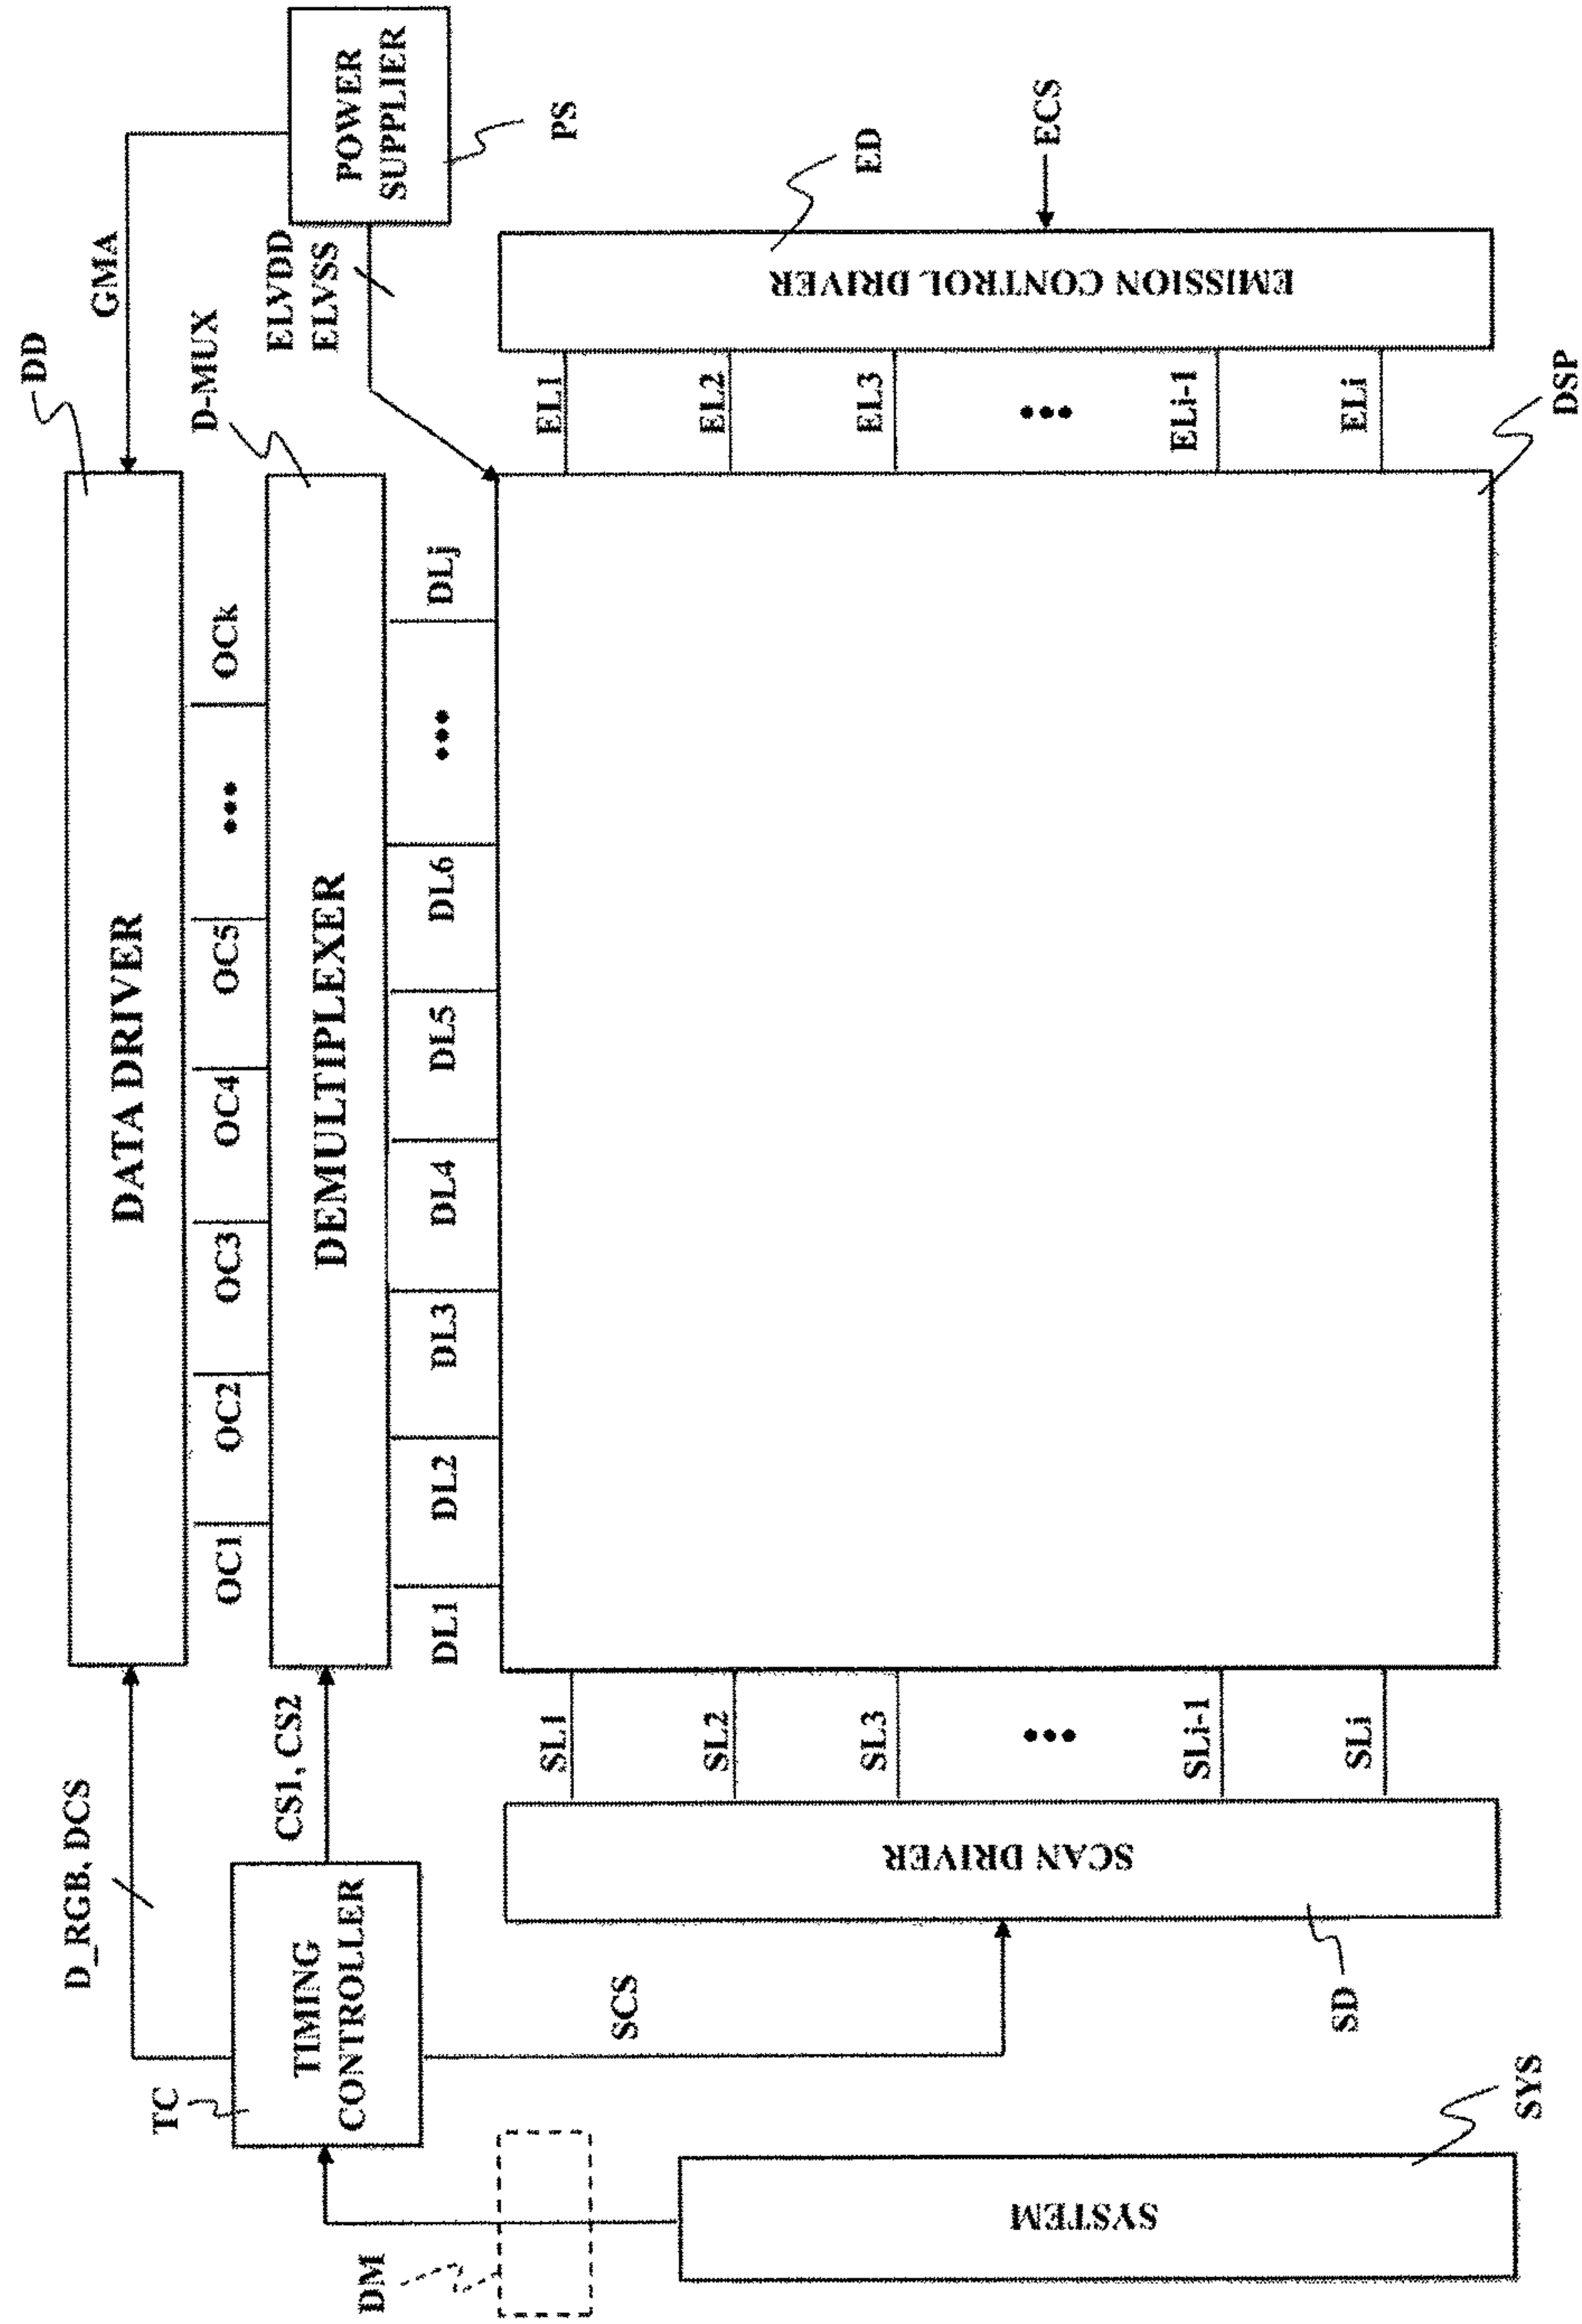 DD
GMA
DATA DRIVER
D_RGB, DCS
D-MUX
OC1
OC2
OC3
OC4
OC5
•••
OCk
TC
TIMING
CONTROLLER
CS1, CS2
DEMULTIPLEXER
ELVDD
ELVSS
POWER
SUPPLIER
PS
DL1
DL2
DL3
DL4
DL5
DL6
•••
DLj
DM
SCS
SL1
SL2
SL3
•••
SLi-1
SLi
EL1
EL2
EL3
•••
ELi-1
ELi
SYSTEM
SCAN DRIVER
EMISSION CONTROL DRIVER
ED
ECS
SYS
SD
DSP